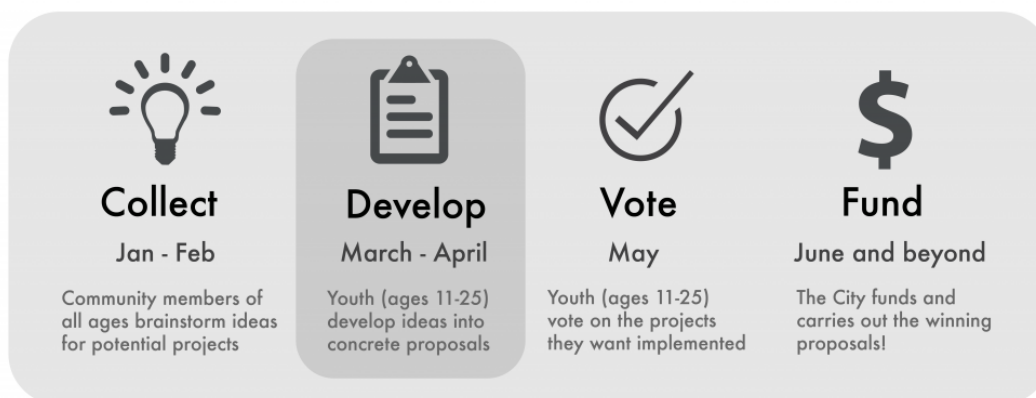 Collect
Jan - Feb
Community members of
all ages brainstorm ideas
for potential projects
Develop
March - April
Youth (ages 11-25)
develop ideas into
concrete proposals
Vote
May
Youth (ages 11-25)
vote on the projects
they want implemented
$
Fund
June and beyond
The City funds and
carries out the winning
proposals!